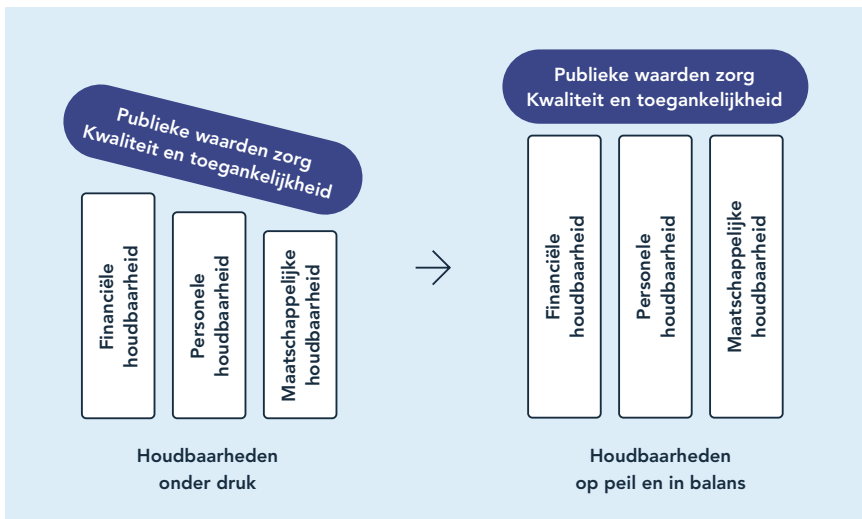 Publieke waarden zorg
Kwaliteit en toegankelijkheid
Financiële
houdbaarheid
Personele
houdbaarheid
Maatschappelijke
houdbaarheid
Houdbaarheden
onder druk
Publieke waarden zorg
Kwaliteit en toegankelijkheid
Financiële
houdbaarheid
Personele
houdbaarheid
Maatschappelijke
houdbaarheid
Houdbaarheden
op peil en in balans